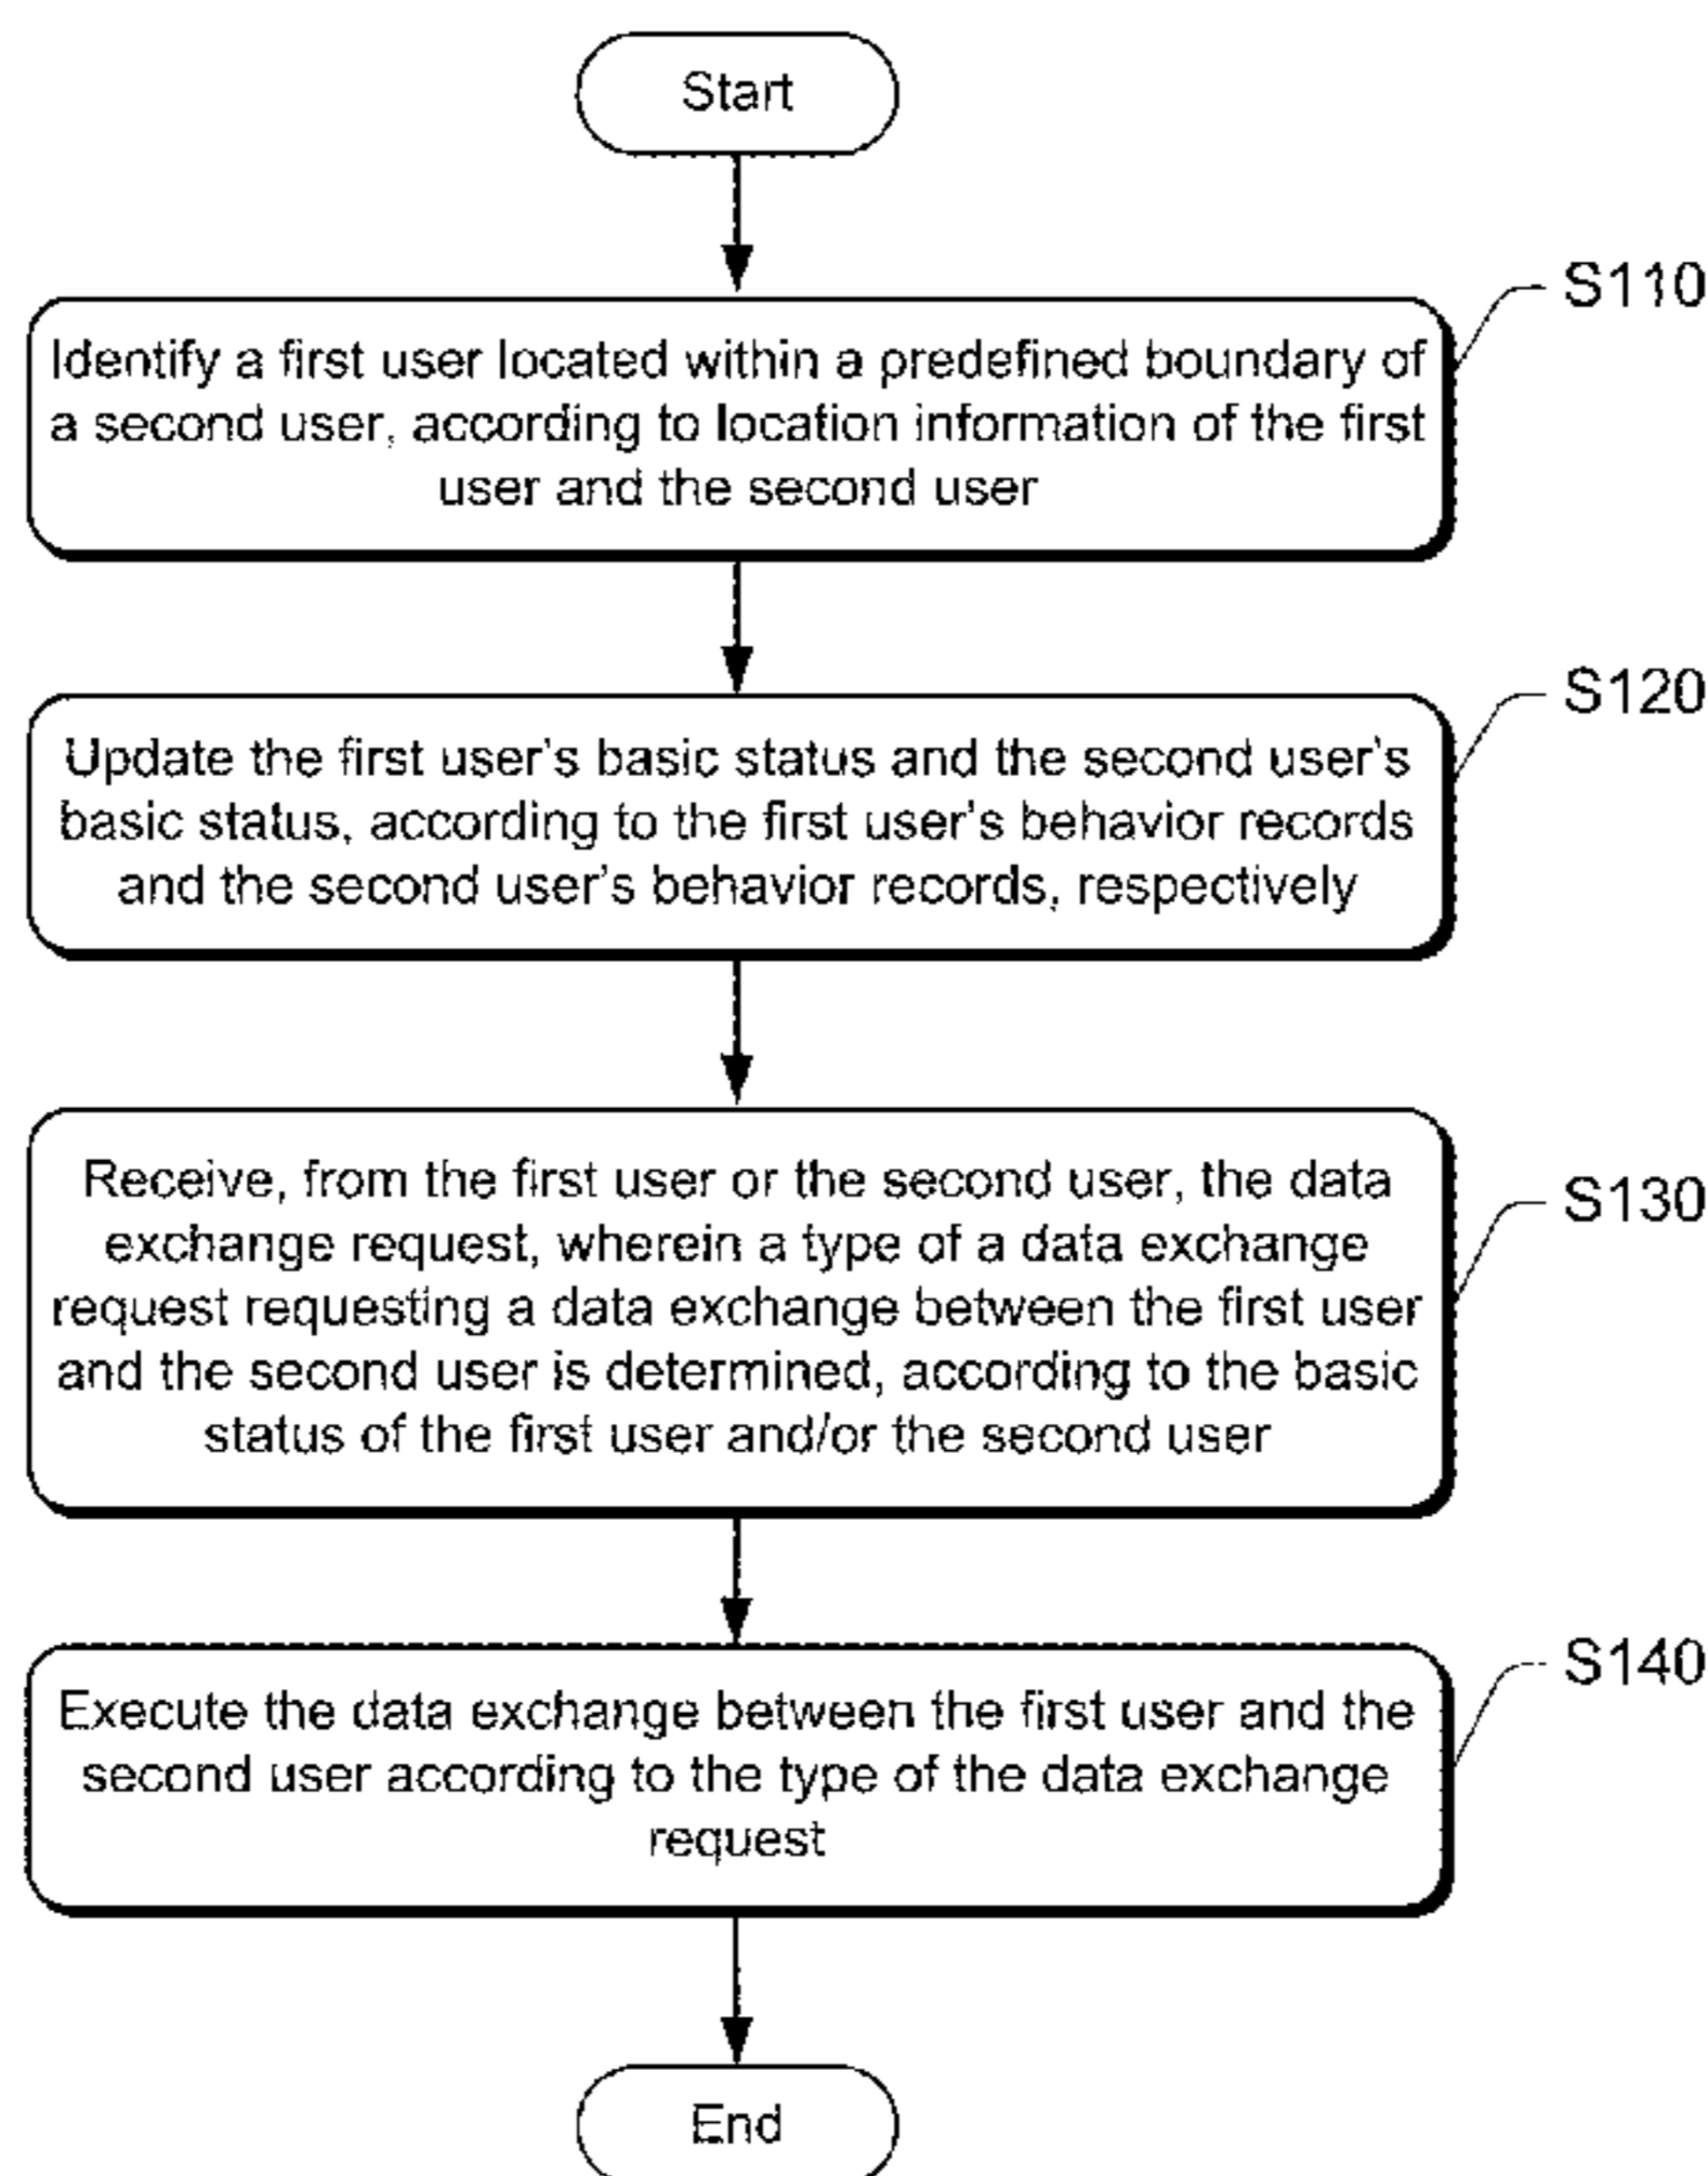 Start
S110
Identify a first user located within a predefined boundary of
a second user, according to location information of the first
user and the second user
S120
Update the first user's basic status and the second user's
basic status, according to the first user's behavior records
and the second user's behavior records, respectively
S130
Receive, from the first user or the second user, the data
exchange request, wherein a type of a data exchange
request requesting a data exchange between the first user
and the second user is determined, according to the basic
status of the first user and/or the second user
S140
Execute the data exchange between the first user and the
second user according to the type of the data exchange
request
End